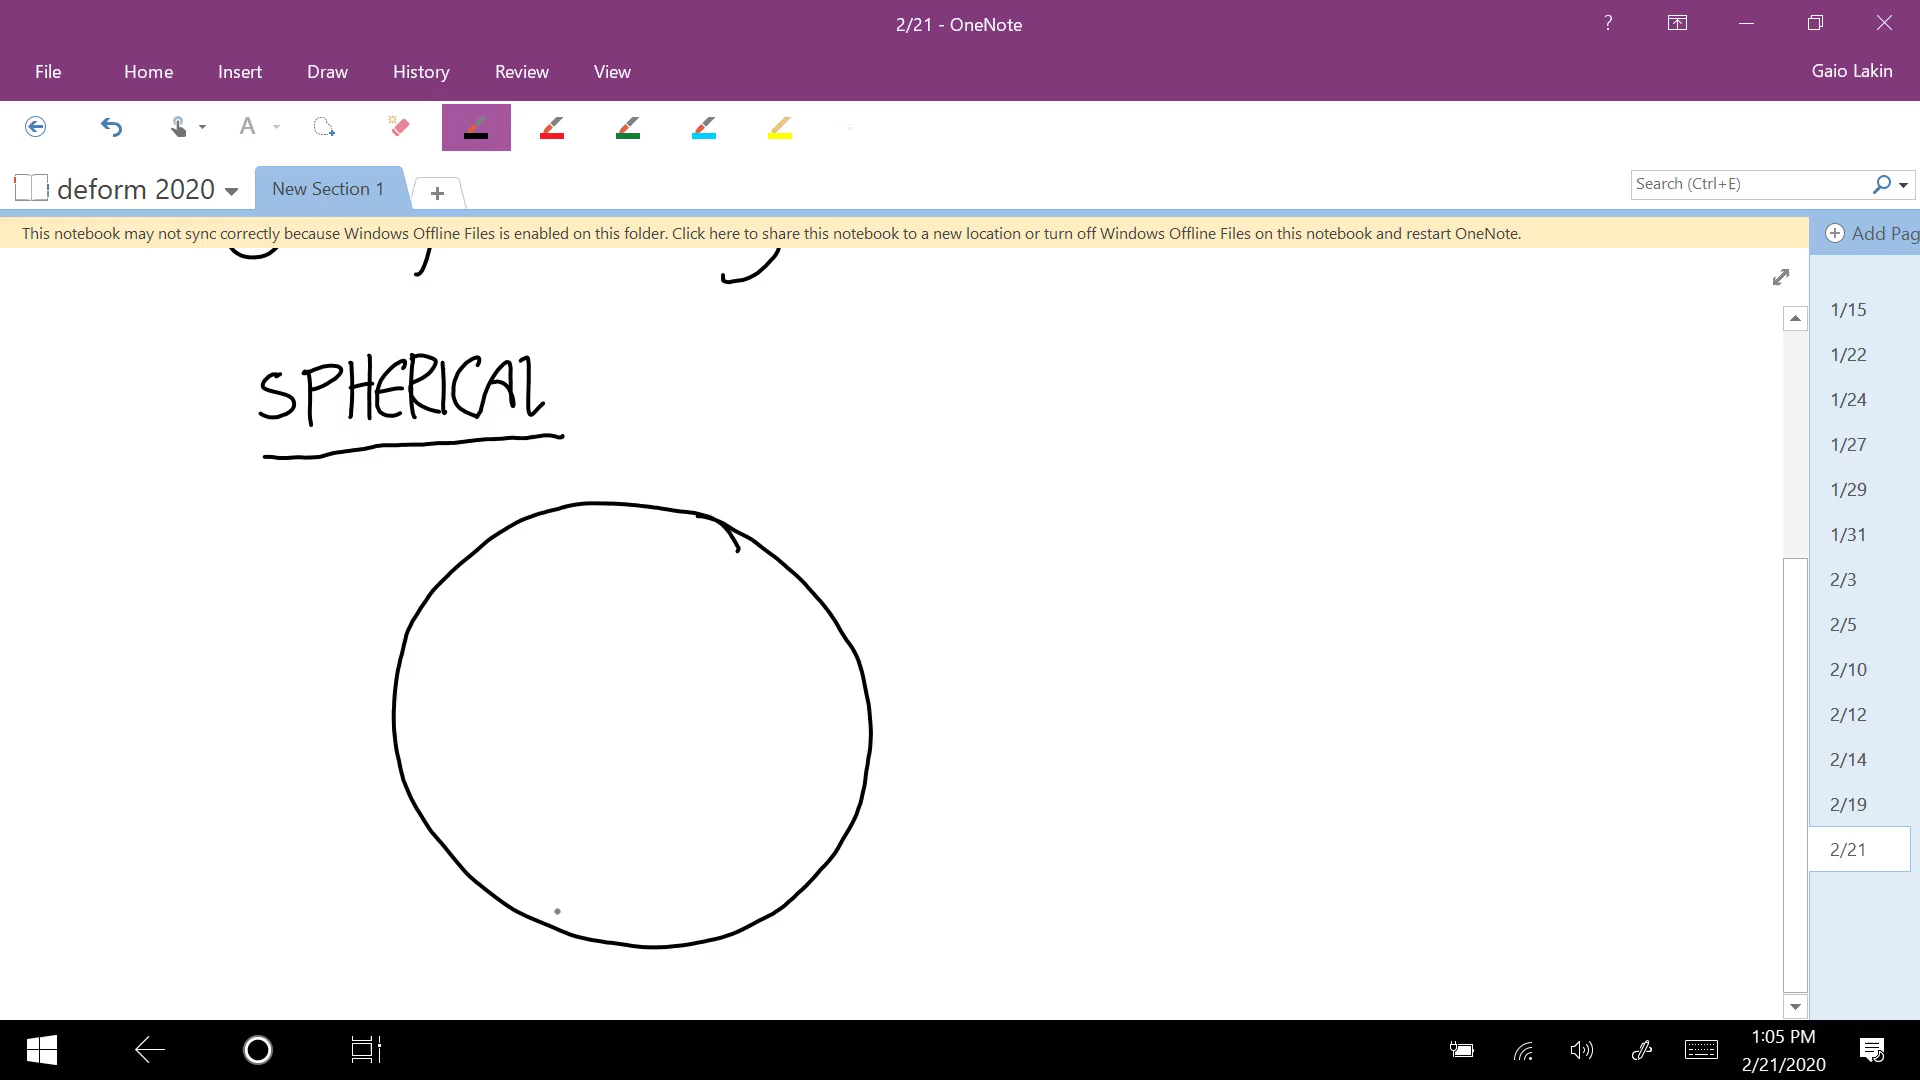 2/21 - OneNote
?
File Home Insert Draw History Review View
Gaio Lakin
A
deform 2020
New Section 1
+
Search (Ctrl+E)
This notebook may not sync correctly because Windows Offline Files is enabled on this folder. Click here to share this notebook to a new location or turn off Windows Offline Files on this notebook and restart OneNote.
Add Pag
SPHERICAL
1/15
1/22
1/24
1/27
1/29
1/31
2/3
2/5
2/10
2/12
2/14
2/19
2/21
1:05 PM
2/21/2020